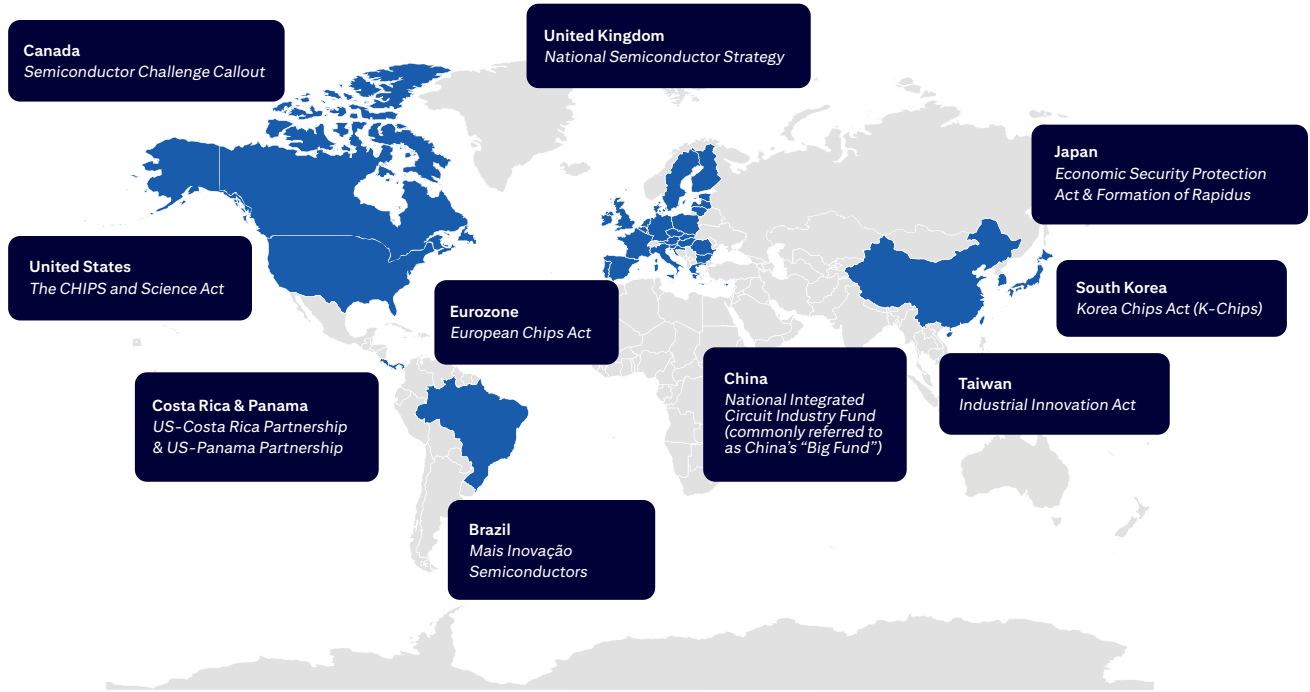 Canada
Semiconductor Challenge Callout
United Kingdom
National Semiconductor Strategy
Japan
Economic Security Protection
Act & Formation of Rapidus
United States
The CHIPS and Science Act
South Korea
Korea Chips Act (K-Chips)
Eurozone
European Chips Act
China
National Integrated
Circuit Industry Fund
(commonly referred to
as China's “Big Fund”)
Taiwan
Industrial Innovation Act
Costa Rica & Panama
US-Costa Rica Partnership
& US-Panama Partnership
Brazil
Mais Inovação
Semiconductors